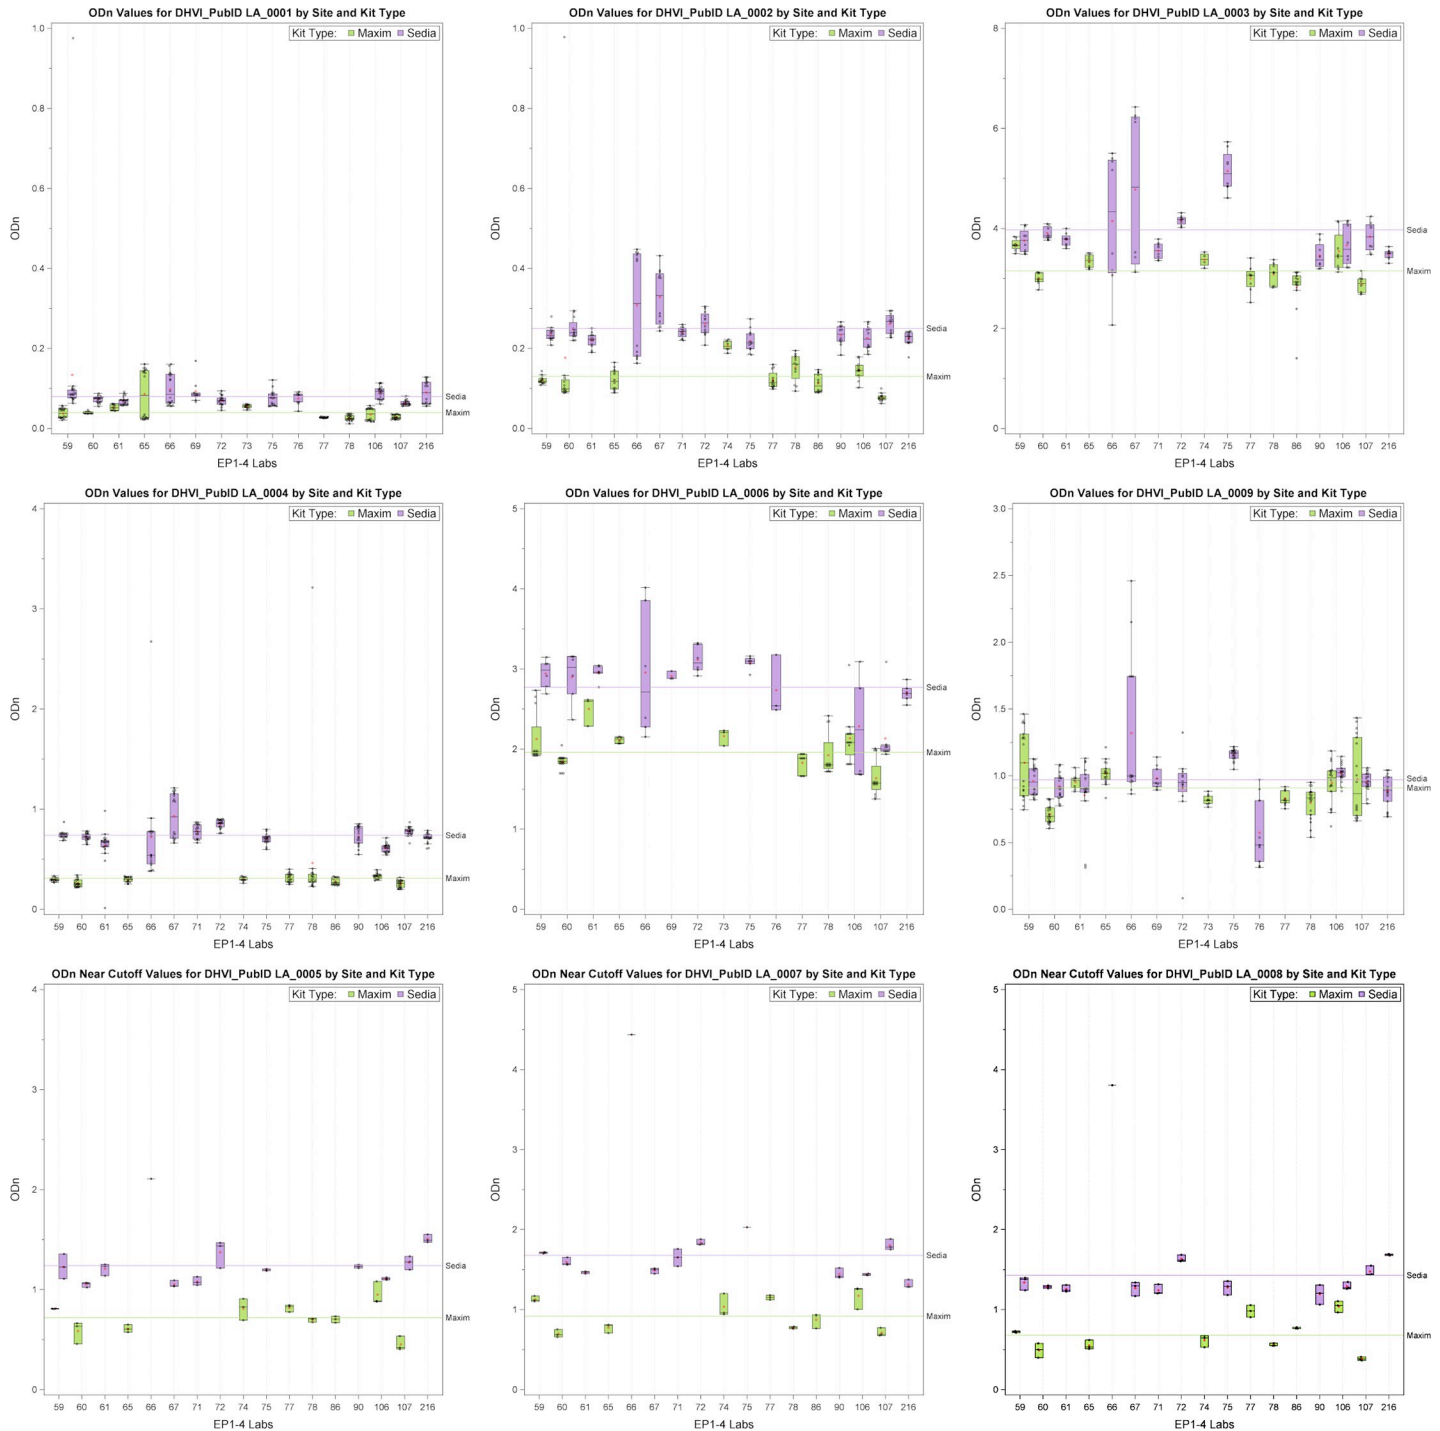 ODn Values for DHVI_PubID LA_0001 by Site and Kit Type
Kit Type: Maxim Sedia
1.0
0.8
0.6
0.4
0.2
0.0
ODn
Sedia
Maxim
59 60 61 65 66 69 72 73 75 76 77 78 106 107 216
EP1-4 Labs
ODn Values for DHVI_PubID LA_0002 by Site and Kit Type
Kit Type: Maxim Sedia
1.0
0.8
0.6
0.4
0.2
0.0
ODn
Sedia
Maxim
59 60 61 65 66 67 71 72 74 75 77 78 86 90 106 107 216
EP1-4 Labs
ODn Values for DHVI_PubID LA_0003 by Site and Kit Type
Kit Type: Maxim Sedia
8
6
4
2
0
ODn
Sedia
Maxim
59 60 61 65 66 67 71 72 74 75 77 78 86 90 106 107 216
EP1-4 Labs
ODn Values for DHVI_PubID LA_0004 by Site and Kit Type
Kit Type: Maxim Sedia
4
3
2
1
0
ODn
Sedia
Maxim
59 60 61 65 66 67 71 72 74 75 77 78 86 90 106 107 216
EP1-4 Labs
ODn Values for DHVI_PubID LA_0006 by Site and Kit Type
Kit Type: Maxim Sedia
5
4
3
2
1
0
ODn
Sedia
Maxim
59 60 61 65 66 69 72 73 75 76 77 78 106 107 216
EP1-4 Labs
ODn Values for DHVI_PubID LA_0009 by Site and Kit Type
Kit Type: Maxim Sedia
3.0
2.5
2.0
1.5
1.0
0.5
0.0
ODn
Sedia
Maxim
59 60 61 65 66 69 72 73 75 76 77 78 106 107 216
EP1-4 Labs
ODn Near Cutoff Values for DHVI_PubID LA_0005 by Site and Kit Type
Kit Type: Maxim Sedia
4
3
2
1
0
ODn
Sedia
Maxim
59 60 61 65 66 67 71 72 74 75 77 78 86 90 106 107 216
EP1-4 Labs
ODn Near Cutoff Values for DHVI_PubID LA_0007 by Site and Kit Type
Kit Type: Maxim Sedia
5
4
3
2
1
0
ODn
Sedia
Maxim
59 60 61 65 66 67 71 72 74 75 77 78 86 90 106 107 216
EP1-4 Labs
ODn Near Cutoff Values for DHVI_PubID LA_0008 by Site and Kit Type
Kit Type: Maxim Sedia
5
4
3
2
1
0
ODn
Sedia
Maxim
59 60 61 65 66 67 71 72 74 75 77 78 86 90 106 107 216
EP1-4 Labs